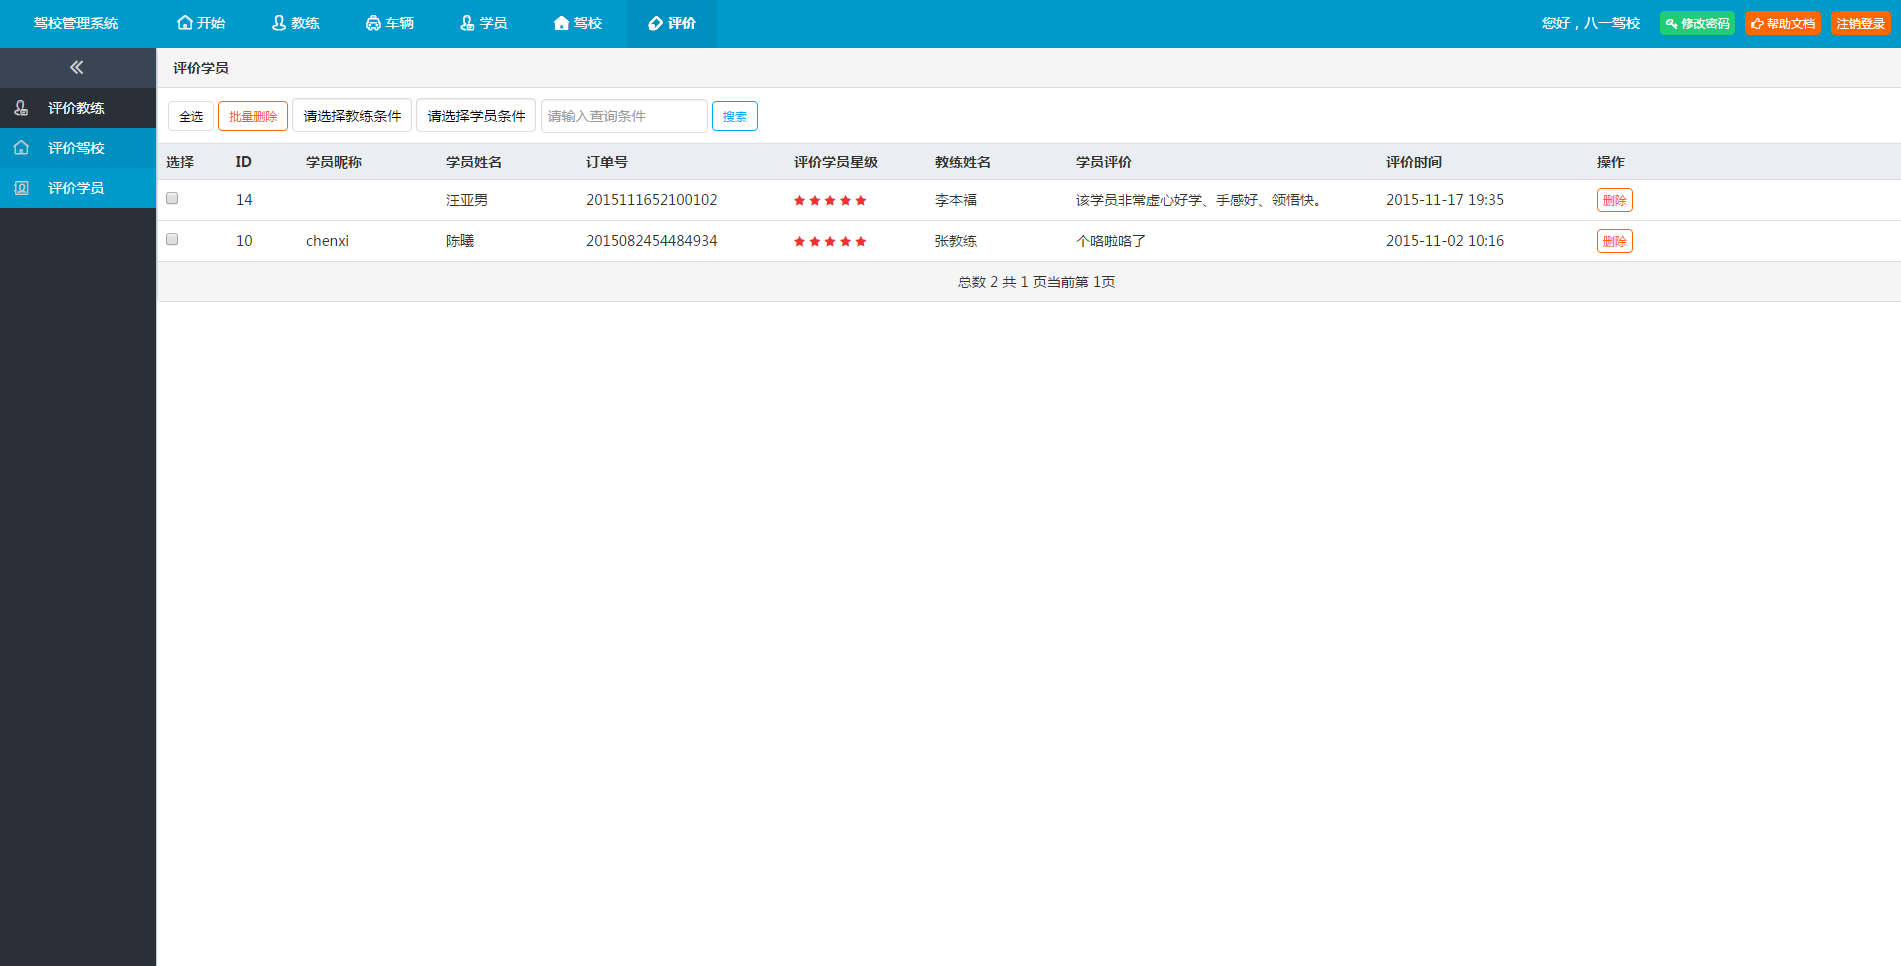 驾校管理系统 开始 教练 车辆 学员 驾校 评价 您好，八一驾校 修改密码 帮助文档 注销登录
评价学员
评价教练
评价驾校
评价学员
全选 批量删除 请选择教练条件 请选择学员条件 请输入查询条件 搜索
选择 ID 学员昵称 学员姓名 订单号 评价学员星级 教练姓名 学员评价 评价时间 操作
14 汪亚男 2015111652100102 李本福 该学员非常虚心好学、手感好、领悟快。 2015-11-17 19:35 删除
10 chenxi 陈曦 2015082454484934 张教练 个咯啦咯了 2015-11-02 10:16 删除
总数 2 共 1 页当前第 1页